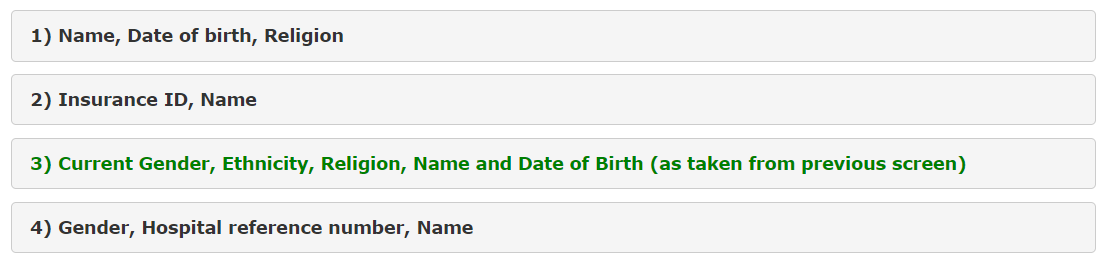 1) Name, Date of birth, Religion
2) Insurance ID, Name
3) Current Gender, Ethnicity, Religion, Name and Date of Birth (as taken from previous screen)
4) Gender, Hospital reference number, Name